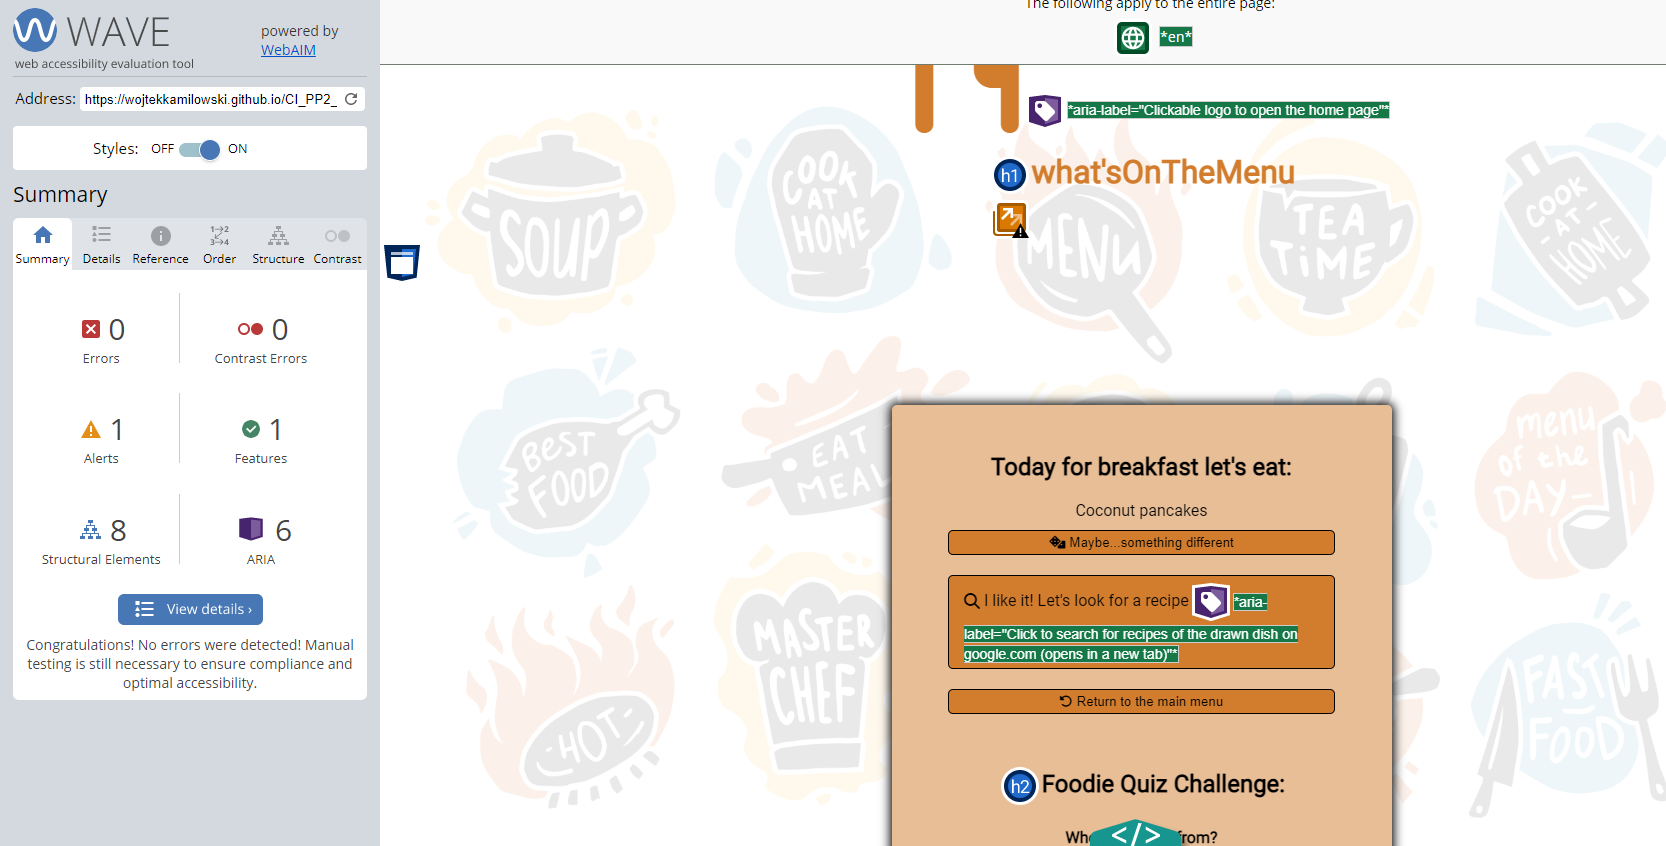 WAVE
powered by
WebAIM
web accessibility evaluation tool
Address: https://wojtekkamilowski.github.io/CI_PP2_
Styles: OFF ON
Summary
Summary Details Reference Order Structure Contrast
0 0
Errors Contrast Errors
1 1
Alerts Features
8 6
Structural Elements ARIA
View details ›
Congratulations! No errors were detected! Manual
testing is still necessary to ensure compliance and
optimal accessibility.
The following apply to the entire page:
*en*
*aria-label="Clickable logo to open the home page"*
h1 what'sOnTheMenu
SOUP
COOK
AT
HOME
MENU
TEA
TiME
COOK
-AT-
HOME
BEST
FOOD
EAT
MEAL
menu
of the
DAY
Today for breakfast let's eat:
Coconut pancakes
Maybe...something different
I like it! Let's look for a recipe *aria-
label="Click to search for recipes of the drawn dish on
google.com (opens in a new tab)"*
Return to the main menu
MASTER
CHEF
HOT
FAST
FOOD
h2 Foodie Quiz Challenge:
</>
from?